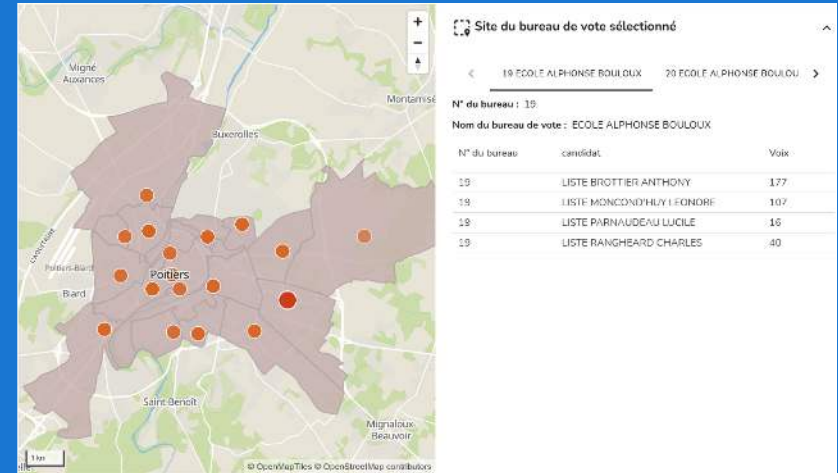 Migné
Auxances
Montamisé
Buxerolles
Poitiers-Biard
Poitiers
Biard
Saint Benoît
Mignaloux-
Beauvoir
1 km
© OpenMapTiles © OpenStreetMap contributors
+
−
Site du bureau de vote sélectionné
19 ECOLE ALPHONSE BOULOUX 20 ECOLE ALPHONSE BOULOU
N° du bureau : 19
Nom du bureau de vote : ECOLE ALPHONSE BOULOUX
N° du bureau candidat Voix
19 LISTE BROTTIER ANTHONY 177
19 LISTE MONCOND'HUY LEONORE 107
19 LISTE PARNAUDEAU LUCILE 16
19 LISTE RANGHEARD CHARLES 40